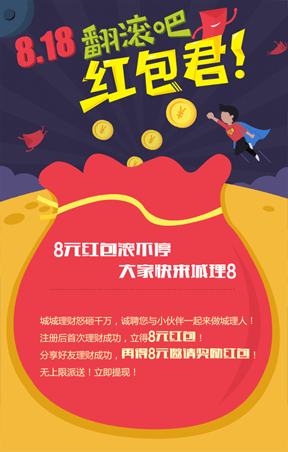 8.18
翻滚吧
红包君!
8元红包滚不停
大家快来城理8
城城理财怒砸千万，诚聘您与小伙伴一起来做城理人！
注册后首次理财成功，立得8元红包！
分享好友理财成功，再得8元邀请奖励红包！
无上限派送！立即提现！